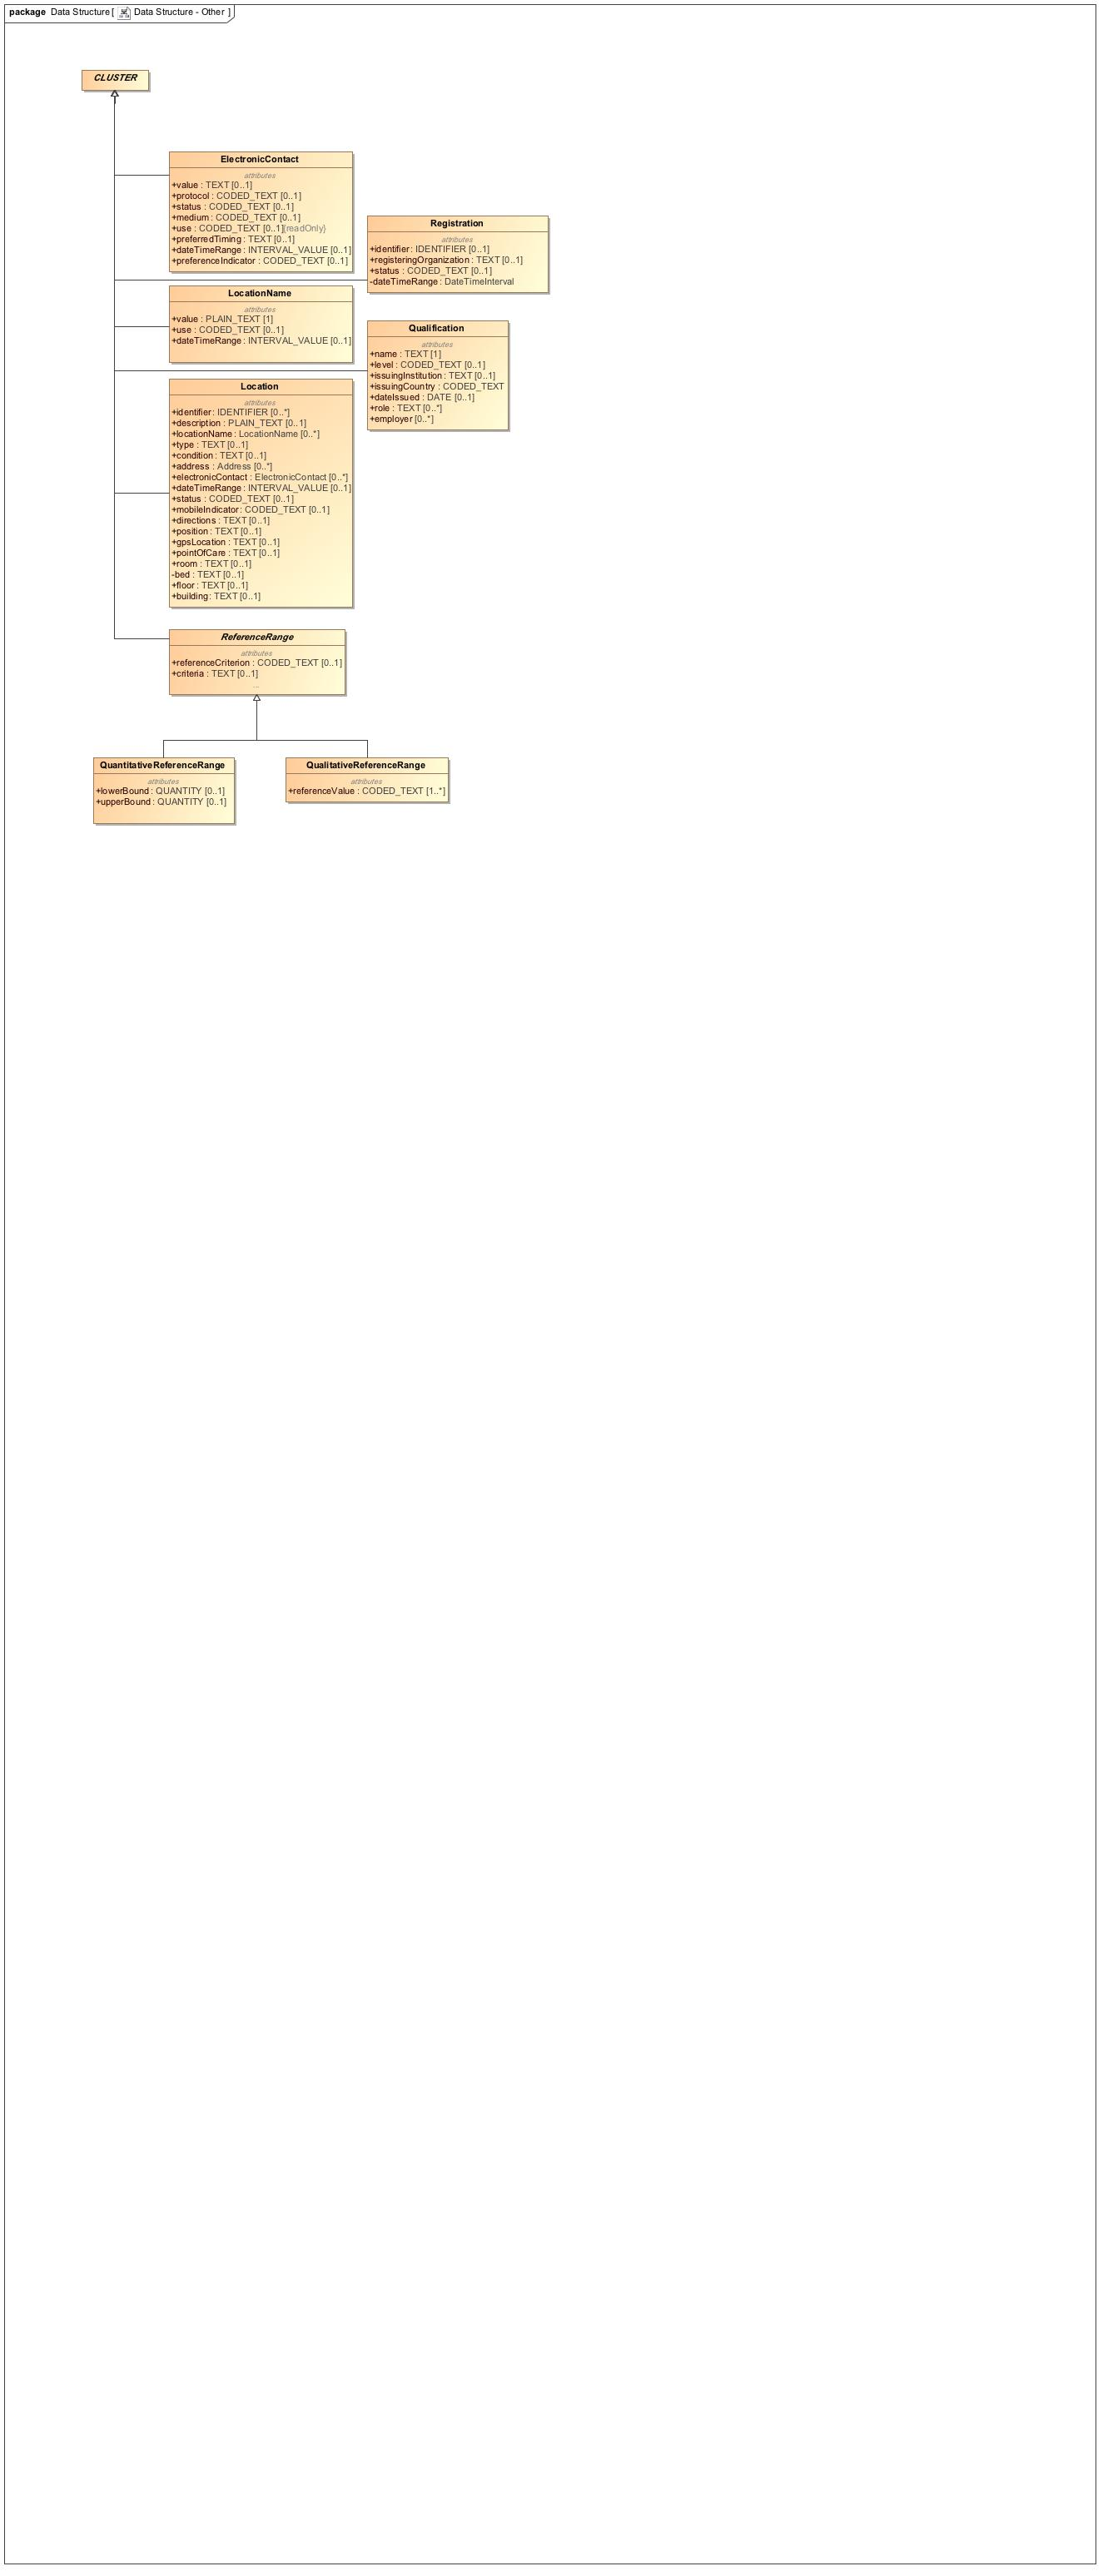 package Data Structure [ Data Structure - Other ]
CLUSTER
ElectronicContact
attributes
+value : TEXT [0..1]
+protocol : CODED_TEXT [0..1]
+status : CODED_TEXT [0..1]
+medium : CODED_TEXT [0..1]
+use : CODED_TEXT [0..1]{readOnly}
+preferredTiming : TEXT [0..1]
+dateTimeRange : INTERVAL_VALUE [0..1]
+preferenceIndicator : CODED_TEXT [0..1]
Registration
attributes
+identifier : IDENTIFIER [0..1]
+registeringOrganization : TEXT [0..1]
+status : CODED_TEXT [0..1]
-dateTimeRange : DateTimeInterval
LocationName
attributes
+value : PLAIN_TEXT [1]
+use : CODED_TEXT [0..1]
+dateTimeRange : INTERVAL_VALUE [0..1]
Qualification
attributes
+name : TEXT [1]
+level : CODED_TEXT [0..1]
+issuingInstitution : TEXT [0..1]
+issuingCountry : CODED_TEXT
+dateIssued : DATE [0..1]
+role : TEXT [0..*]
+employer [0..*]
Location
attributes
+identifier : IDENTIFIER [0..*]
+description : PLAIN_TEXT [0..1]
+locationName : LocationName [0..*]
+type : TEXT [0..1]
+condition : TEXT [0..1]
+address : Address [0..*]
+electronicContact : ElectronicContact [0..*]
+dateTimeRange : INTERVAL_VALUE [0..1]
+status : CODED_TEXT [0..1]
+mobileIndicator : CODED_TEXT [0..1]
+directions : TEXT [0..1]
+position : TEXT [0..1]
+gpsLocation : TEXT [0..1]
+pointOfCare : TEXT [0..1]
+room : TEXT [0..1]
-bed : TEXT [0..1]
+floor : TEXT [0..1]
+building : TEXT [0..1]
ReferenceRange
attributes
+referenceCriterion : CODED_TEXT [0..1]
+criteria : TEXT [0..1]
...
QuantitativeReferenceRange
attributes
+lowerBound : QUANTITY [0..1]
+upperBound : QUANTITY [0..1]
QualitativeReferenceRange
attributes
+referenceValue : CODED_TEXT [1..*]